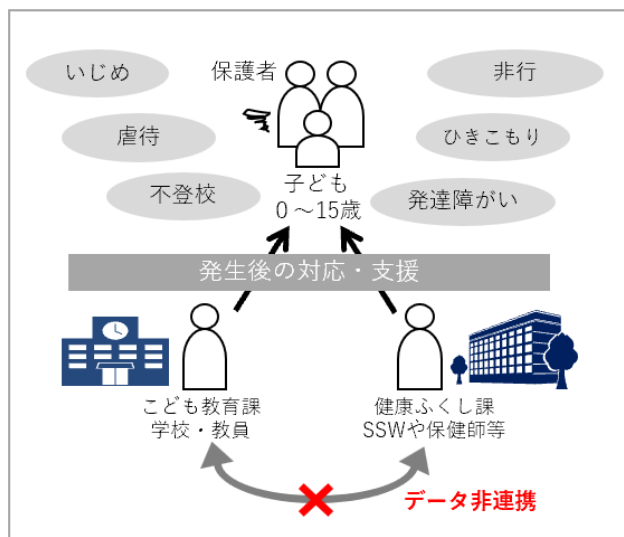 いじめ
保護者
非行
虐待
ひきこもり
不登校
子ども
0～15歳
発達障がい
発生後の対応・支援
こども教育課
学校・教員
健康ふくし課
SSWや保健師等
データ非連携